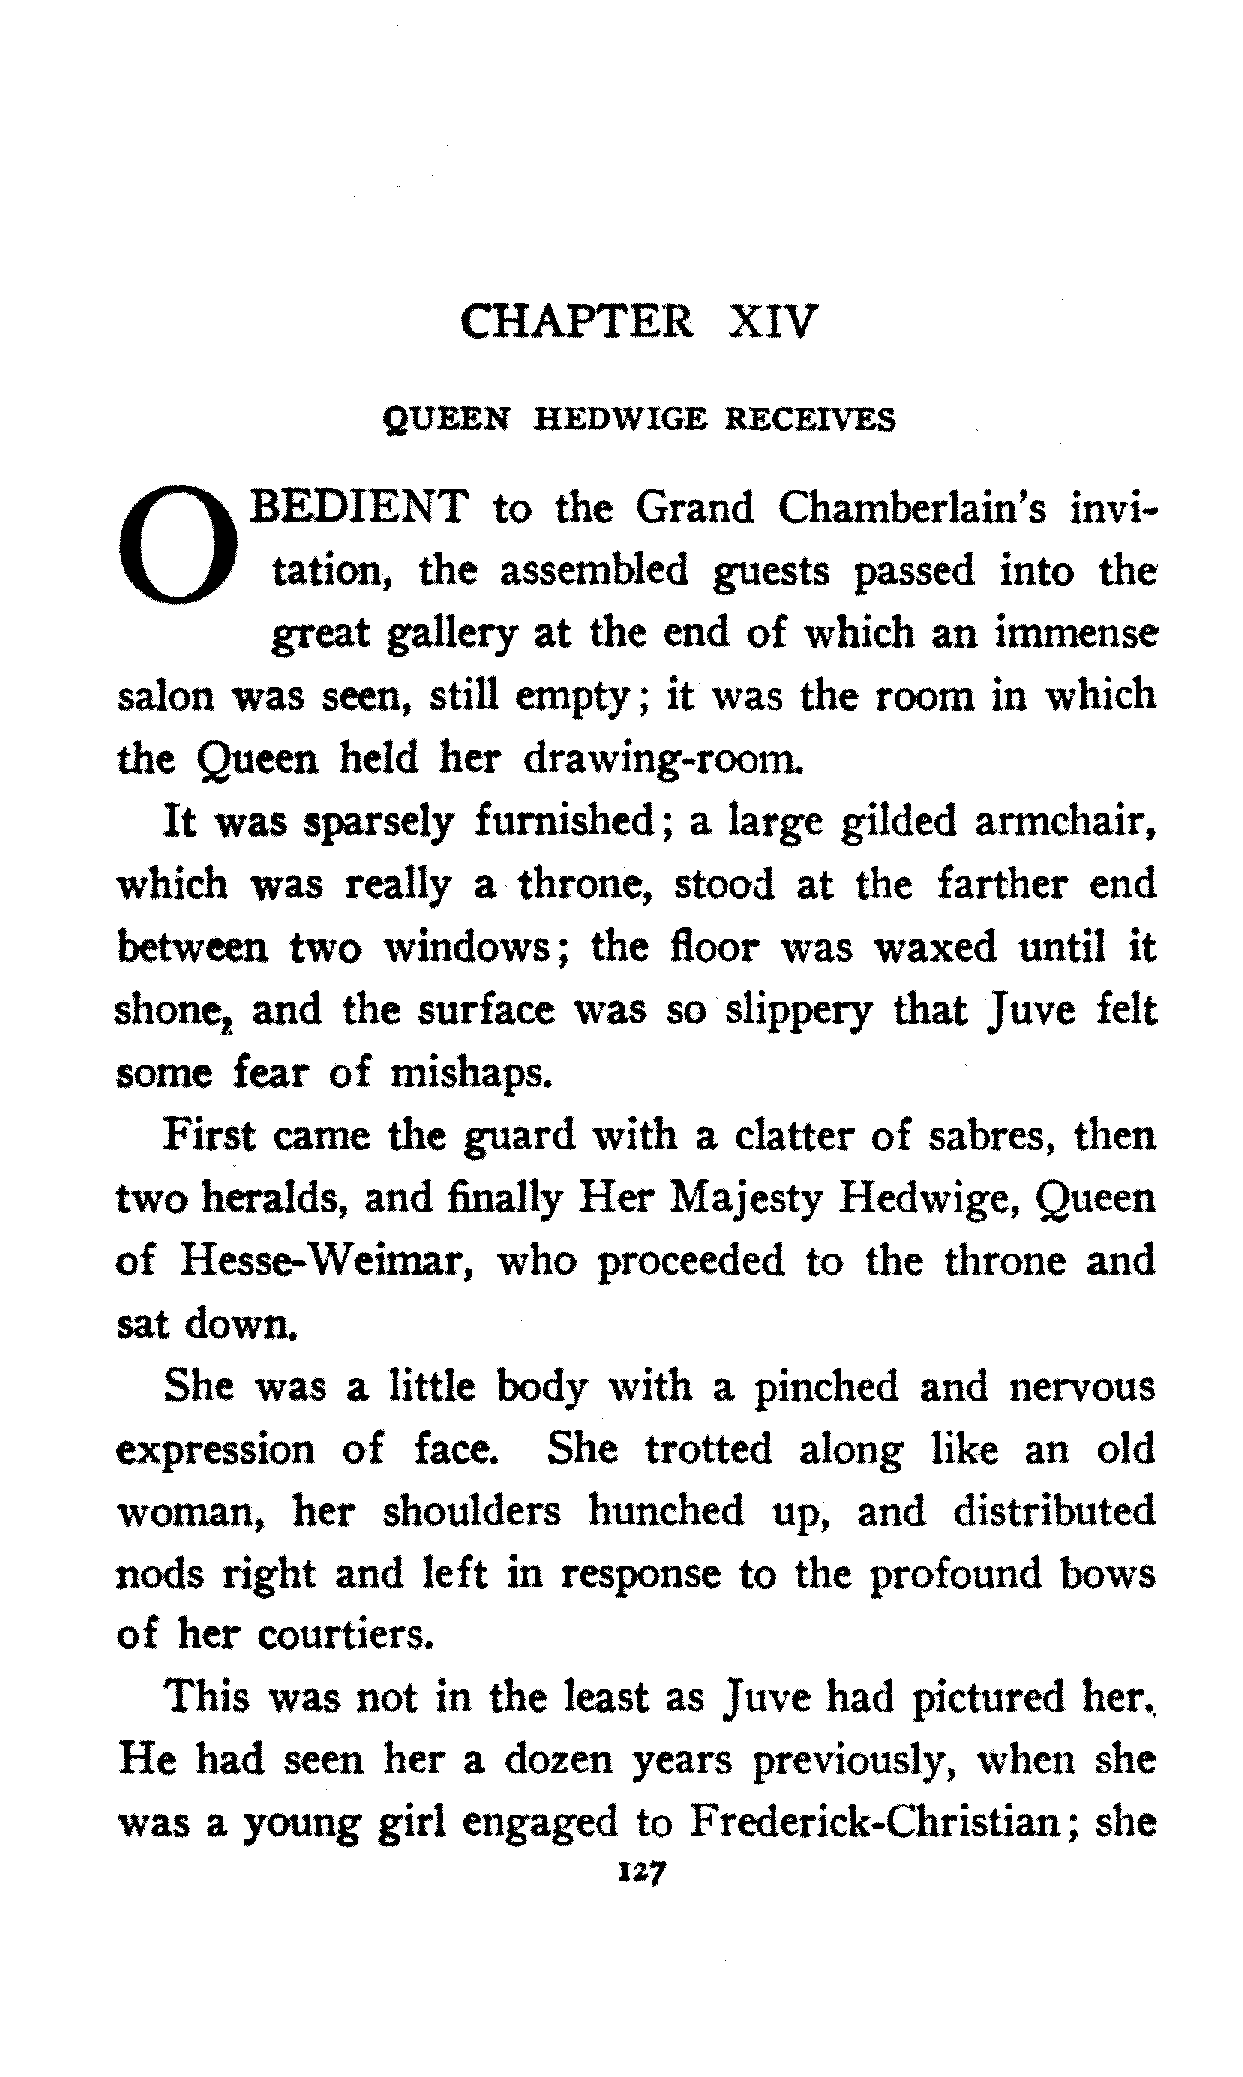 CHAPTER XIV
QUEEN HEDWIGE RECEIVES
OBEDIENT to the Grand Chamberlain's invi-
tation, the assembled guests passed into the
great gallery at the end of which an immense
salon was seen, still empty; it was the room in which
the Queen held her drawing-room.
It was sparsely furnished; a large gilded armchair,
which was really a throne, stood at the farther end
between two windows; the floor was waxed until it
shone, and the surface was so slippery that Juve felt
some fear of mishaps.
First came the guard with a clatter of sabres, then
two heralds, and finally Her Majesty Hedwige, Queen
of Hesse-Weimar, who proceeded to the throne and
sat down.
She was a little body with a pinched and nervous
expression of face. She trotted along like an old
woman, her shoulders hunched up, and distributed
nods right and left in response to the profound bows
of her courtiers.
This was not in the least as Juve had pictured her.
He had seen her a dozen years previously, when she
was a young girl engaged to Frederick-Christian; she
127